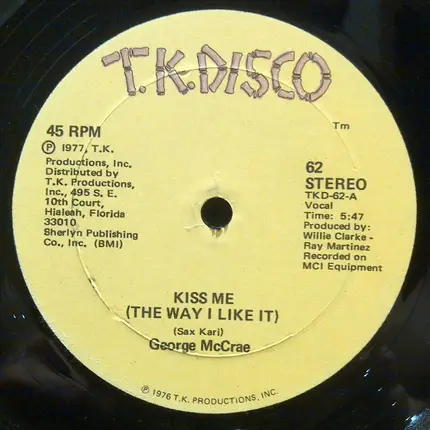 T.K. DISCO
Tm
45 RPM
Ⓟ 1977, T.K.
Productions, Inc.
Distributed by
T.K. Productions,
Inc., 495 S. E.
10th Court,
Hialeah, Florida
33010
Sherlyn Publishing
Co., Inc. (BMI)
62
STEREO
TKD-62-A
Vocal
Time: 5:47
Produced by:
Willie Clarke -
Ray Martinez
Recorded on
MCI Equipment
KISS ME
(THE WAY I LIKE IT)
(Sax Kari)
George McCrae
Ⓟ 1976 T.K. PRODUCTIONS, INC.